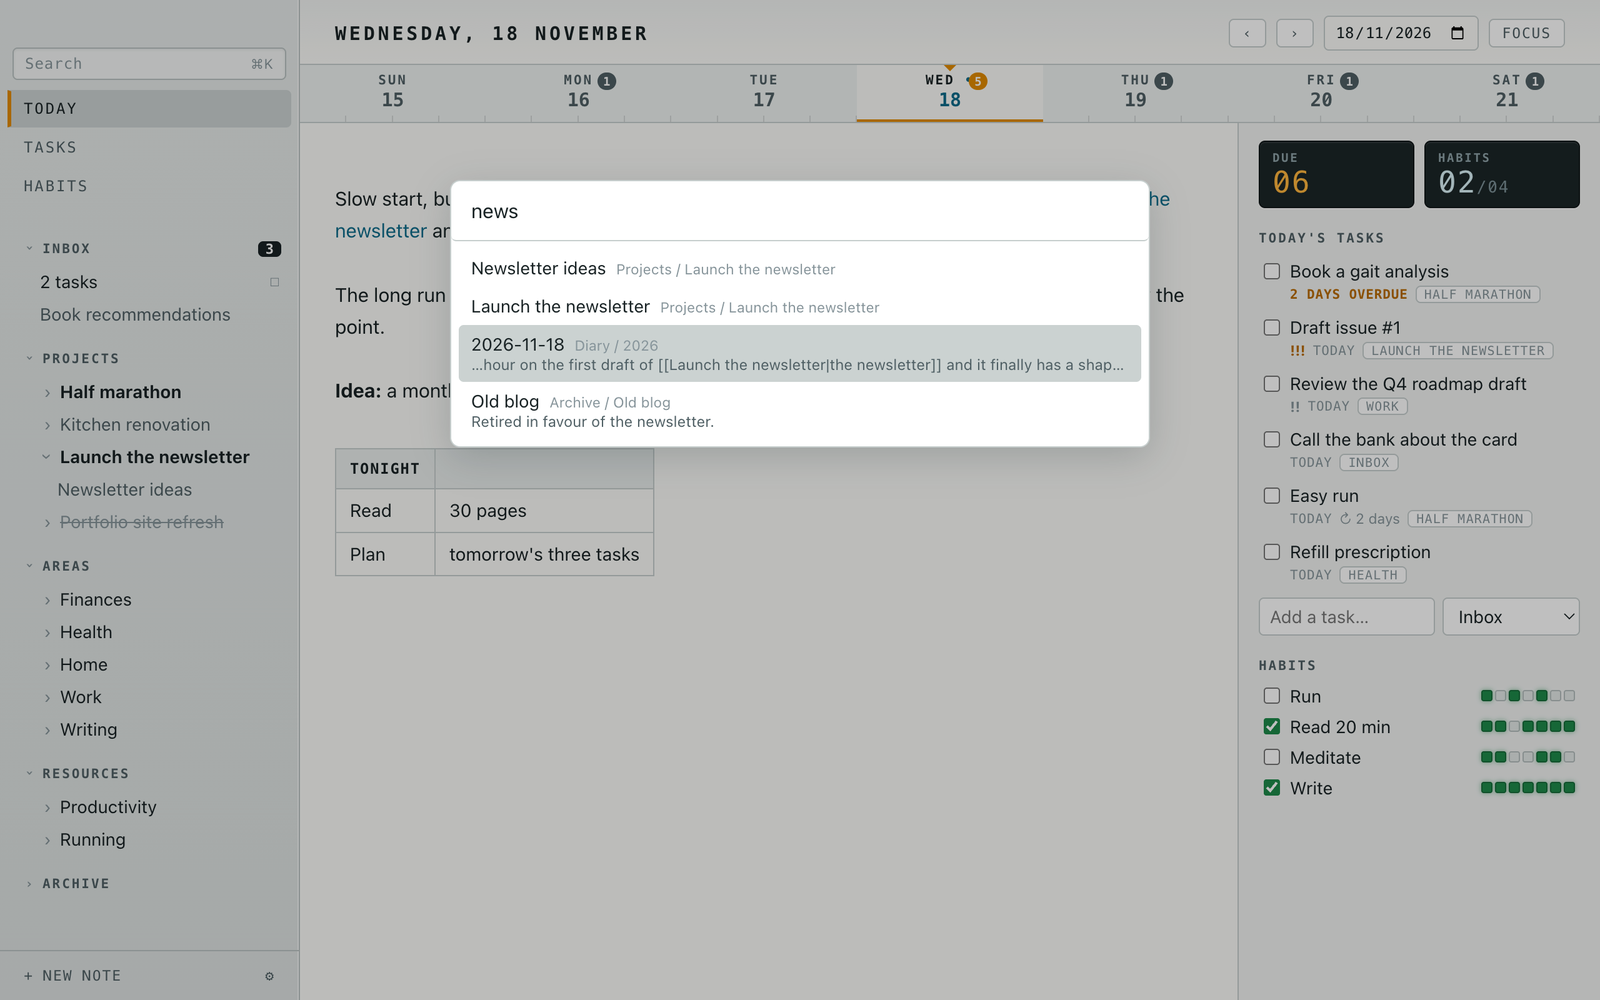 Search ⌘K
TODAY
TASKS
HABITS
INBOX 3
2 tasks
Book recommendations
PROJECTS
Half marathon
Kitchen renovation
Launch the newsletter
Newsletter ideas
Portfolio site refresh
AREAS
Finances
Health
Home
Work
Writing
RESOURCES
Productivity
Running
ARCHIVE
+ NEW NOTE
WEDNESDAY, 18 NOVEMBER
‹ › 18/11/2026 FOCUS
SUN
15
MON 1
16
TUE
17
WED 5
18
THU 1
19
FRI 1
20
SAT 1
21
Slow start, he
newsletter
The long run the
point.
Idea: a
TONIGHT
Read 30 pages
Plan tomorrow's three tasks
news
Newsletter ideas Projects / Launch the newsletter
Launch the newsletter Projects / Launch the newsletter
2026-11-18 Diary / 2026
...hour on the first draft of [[Launch the newsletter|the newsletter]] and it finally has a shap...
Old blog Archive / Old blog
Retired in favour of the newsletter.
DUE
06
HABITS
02/04
TODAY'S TASKS
Book a gait analysis
2 DAYS OVERDUE HALF MARATHON
Draft issue #1
!!! TODAY LAUNCH THE NEWSLETTER
Review the Q4 roadmap draft
!! TODAY WORK
Call the bank about the card
TODAY INBOX
Easy run
TODAY ↻ 2 days HALF MARATHON
Refill prescription
TODAY HEALTH
Add a task... Inbox
HABITS
Run
Read 20 min
Meditate
Write